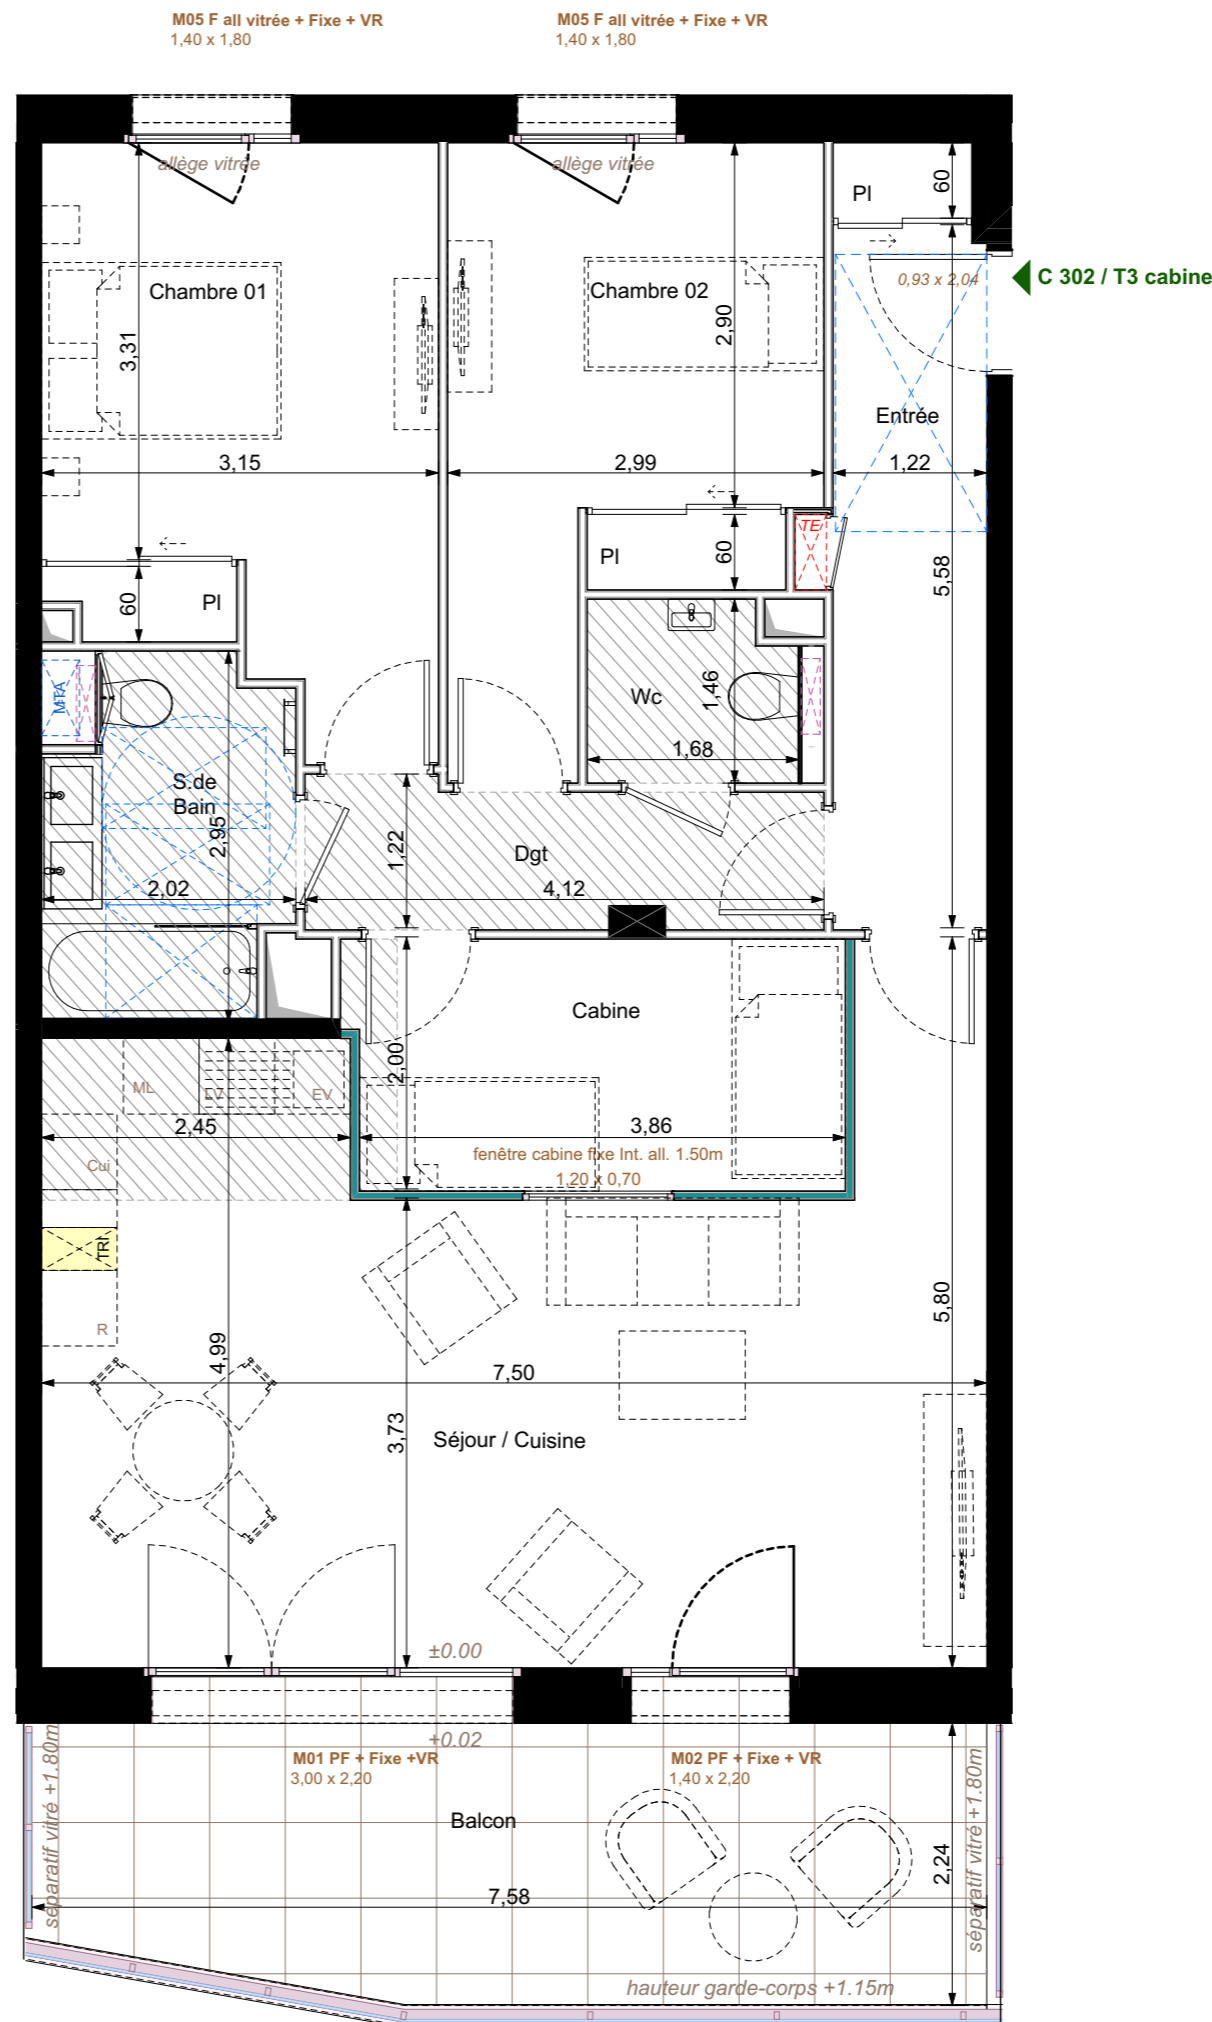 M05 F all vitrée + Fixe + VR
1,40 x 1,80
M05 F all vitrée + Fixe + VR
1,40 x 1,80
allège vitrée
allège vitrée
Pl
60
0,93 x 2,04
C 302 / T3 cabine
Chambre 01
Chambre 02
3,31
2,90
Entrée
3,15
2,99
1,22
TE
Pl
60
Pl
60
5,58
MTA
Wc
1,46
1,68
S.de
Bain
2,95
2,02
1,22
Dgt
4,12
Cabine
2,00
ML
LV
EV
2,45
3,86
fenêtre cabine fixe Int. all. 1.50m
1,20 x 0,70
Cui
TRI
R
4,99
5,80
7,50
3,73
Séjour / Cuisine
±0.00
+0.02
M01 PF + Fixe +VR
3,00 x 2,20
M02 PF + Fixe + VR
1,40 x 2,20
séparatif vitré +1.80m
séparatif vitré +1.80m
Balcon
2,24
7,58
hauteur garde-corps +1.15m